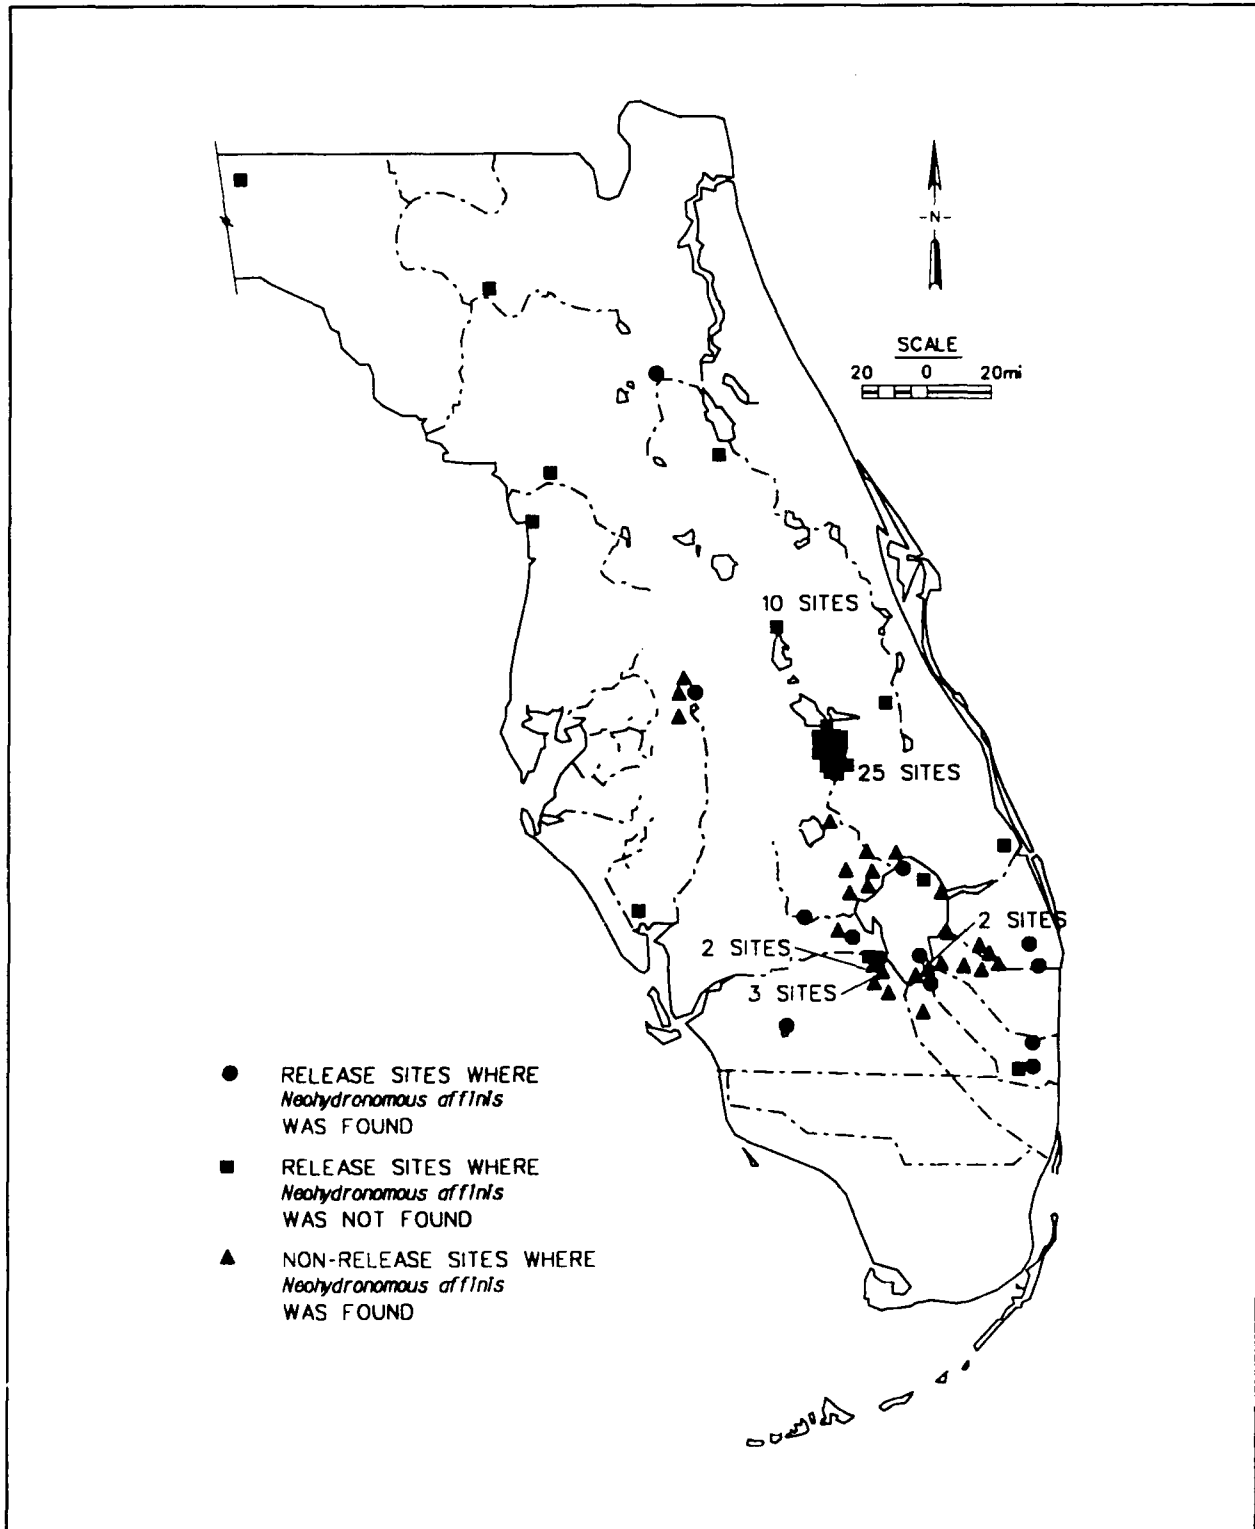 -N-
SCALE
20 0 20mi
10 SITES
25 SITES
2 SITES
2 SITES
3 SITES
RELEASE SITES WHERE
Neohydronomous affinis
WAS FOUND
RELEASE SITES WHERE
Neohydronomous affinis
WAS NOT FOUND
NON-RELEASE SITES WHERE
Neohydronomous affinis
WAS FOUND